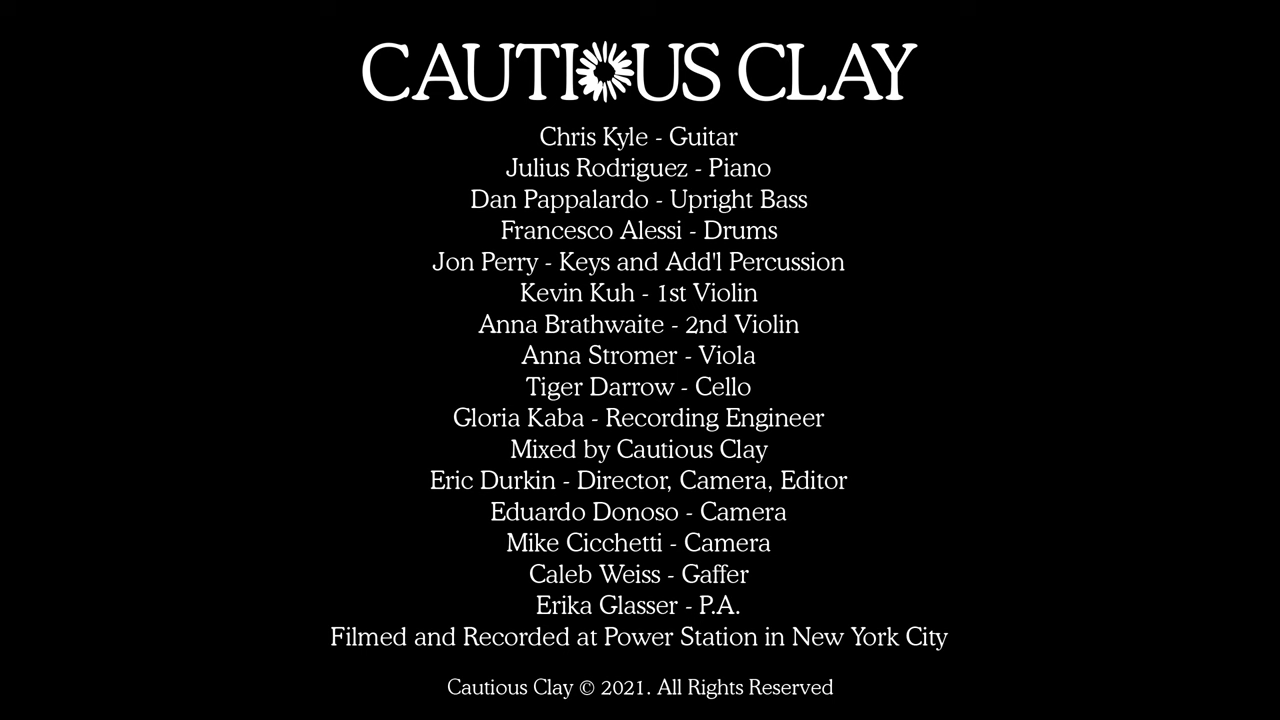 CAUTIOUS CLAY
Chris Kyle - Guitar
Julius Rodriguez - Piano
Dan Pappalardo - Upright Bass
Francesco Alessi - Drums
Jon Perry - Keys and Add'l Percussion
Kevin Kuh - 1st Violin
Anna Brathwaite - 2nd Violin
Anna Stromer - Viola
Tiger Darrow - Cello
Gloria Kaba - Recording Engineer
Mixed by Cautious Clay
Eric Durkin - Director, Camera, Editor
Eduardo Donoso - Camera
Mike Cicchetti - Camera
Caleb Weiss - Gaffer
Erika Glasser - P.A.
Filmed and Recorded at Power Station in New York City
Cautious Clay © 2021. All Rights Reserved